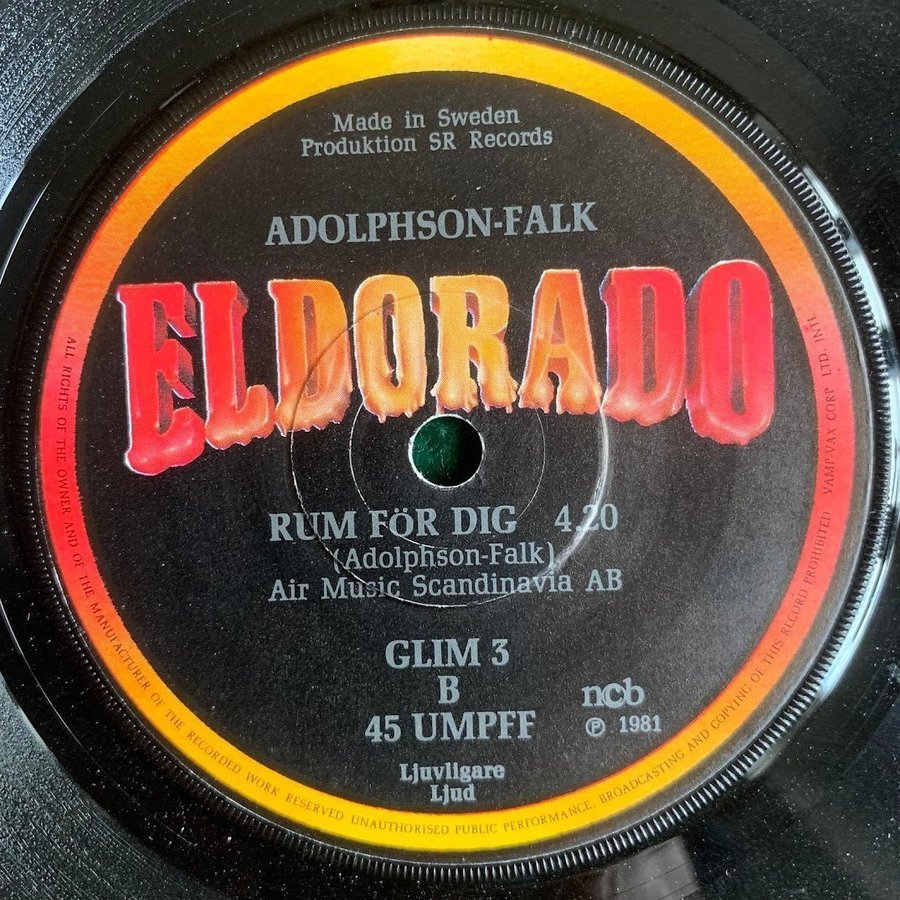 Made in Sweden
Produktion SR Records
ADOLPHSON-FALK
ELDORADO
RUM FöR DIG 4.20
(Adolphson-Falk)
Air Music Scandinavia AB
GLIM 3
B
45 UMPFF
ncb
℗ 1981
Ljuvligare
Ljud
ALL RIGHTS OF THE OWNER AND OF THE MANUFACTURER OF THE RECORDED WORK RESERVED UNAUTHORISED PUBLIC PERFORMANCE, BROADCASTING AND COPYING OF THIS RECORD PROHIBITED VAMP-VAX CORP LTD. INTL